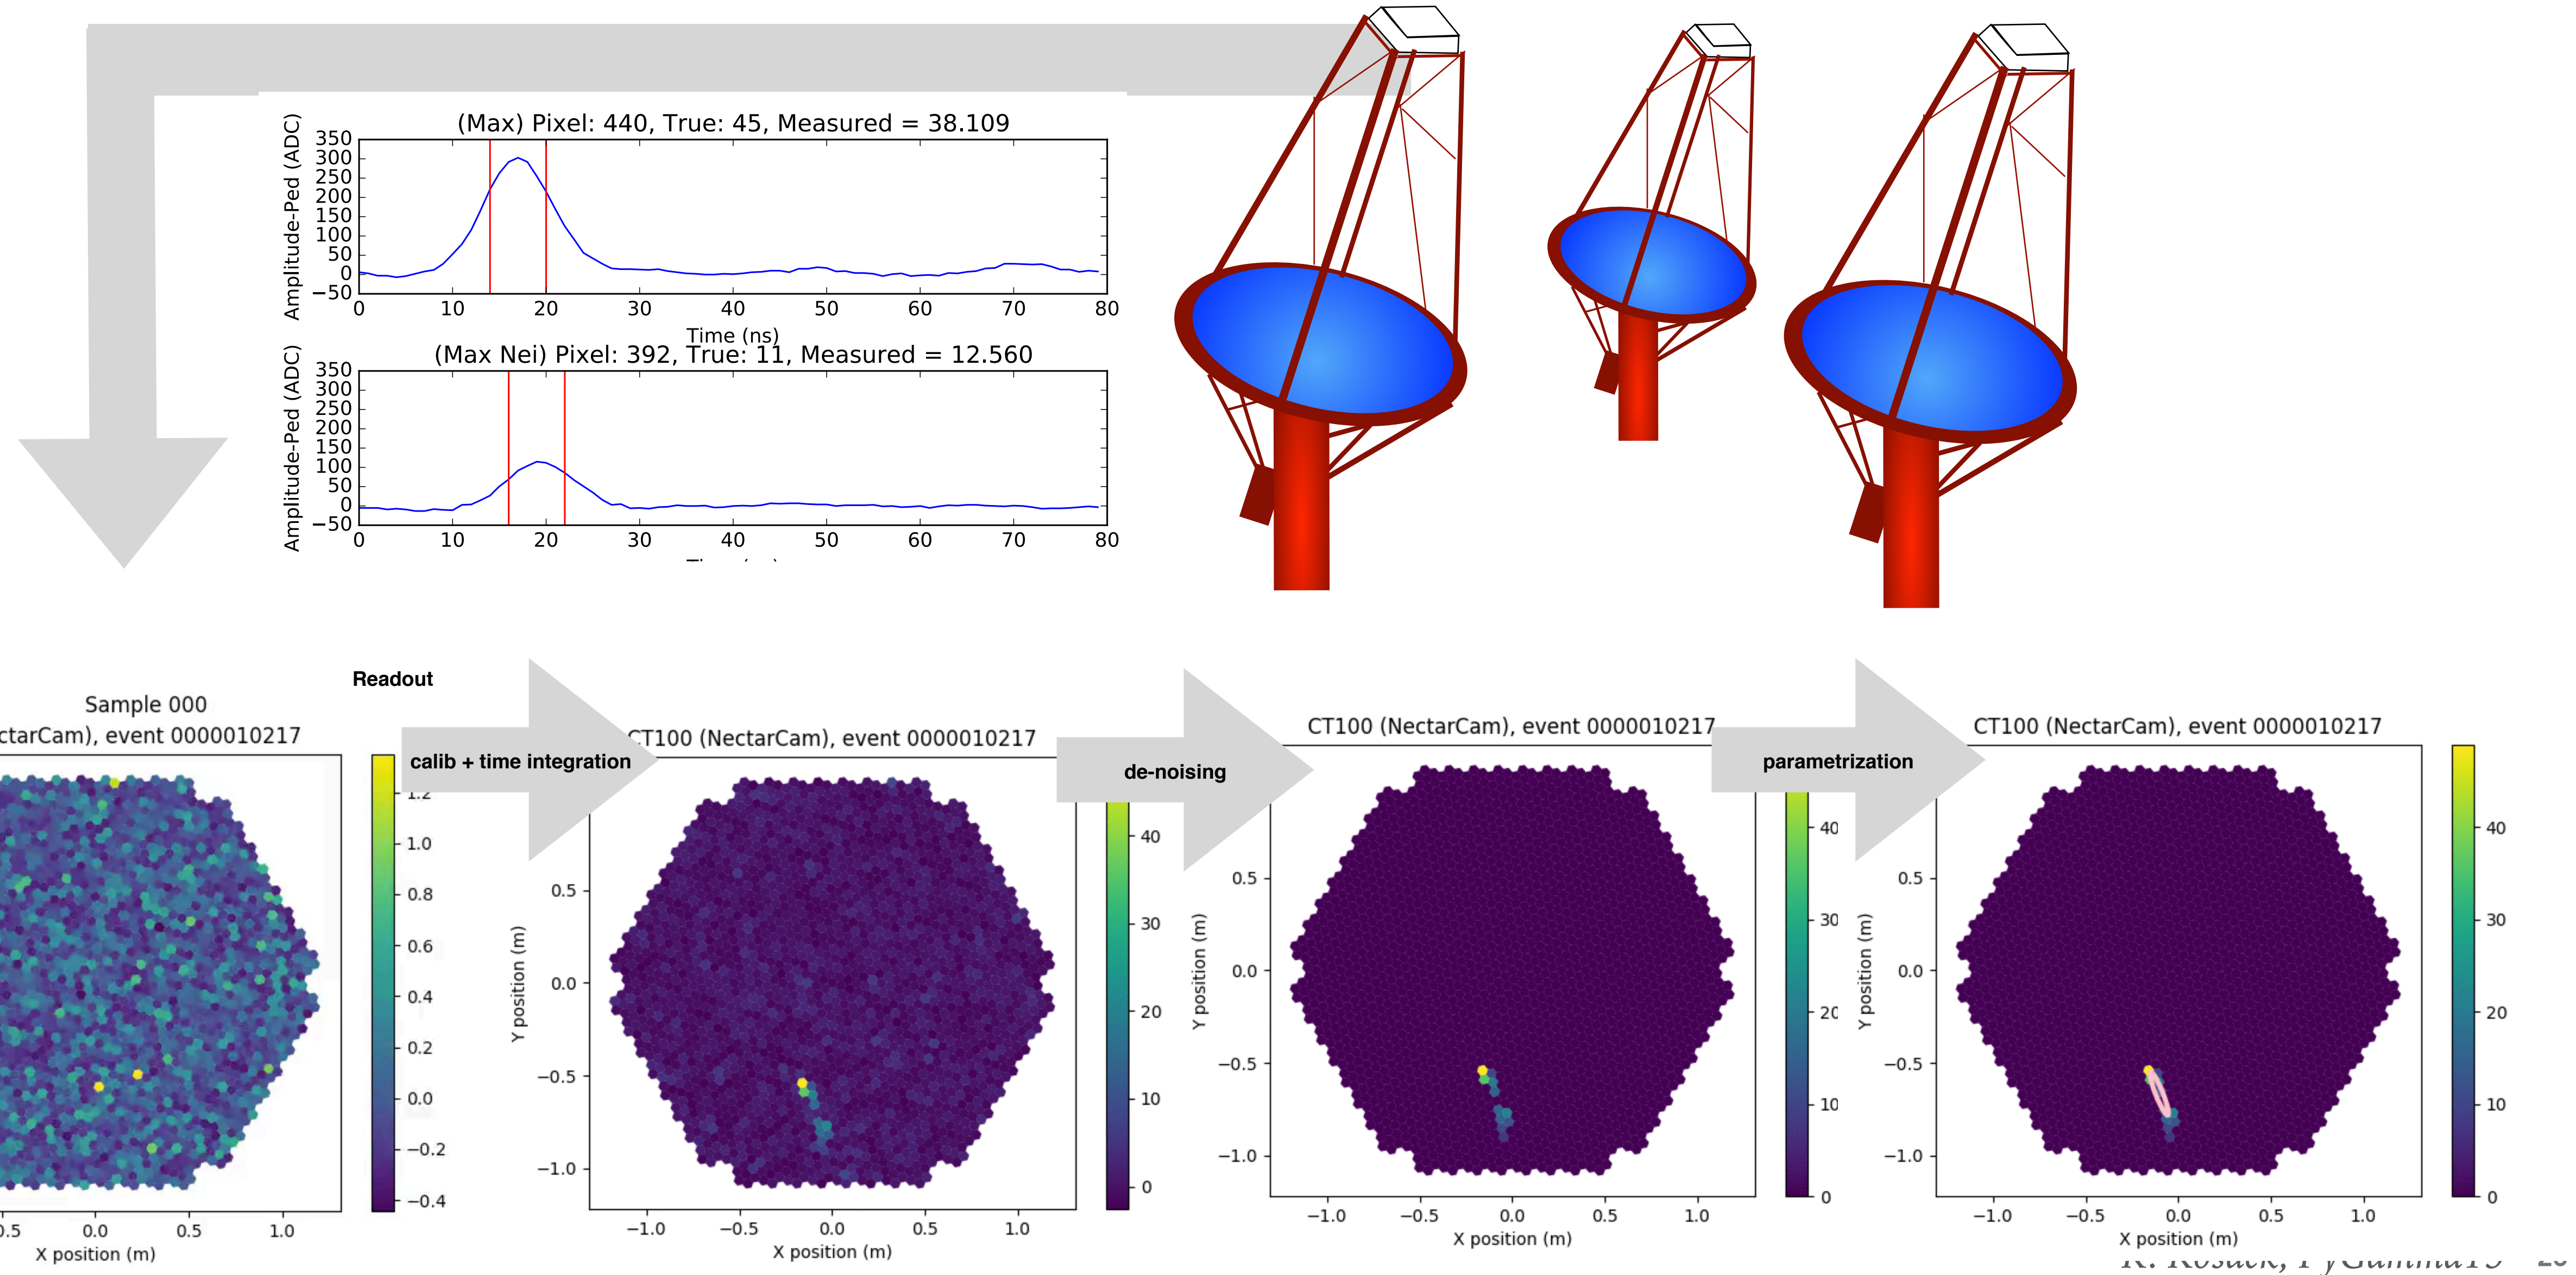 (Max) Pixel: 440, True: 45, Measured = 38.109
Amplitude-Ped (ADC)
350
300
250
200
150
100
50
0
−50
0 10 20 30 40 50 60 70 80
Time (ns)
(Max Nei) Pixel: 392, True: 11, Measured = 12.560
Amplitude-Ped (ADC)
350
300
250
200
150
100
50
0
−50
0 10 20 30 40 50 60 70 80
Readout
calib + time integration
de-noising
parametrization
Sample 000
ctarCam), event 0000010217
1.2
1.0
0.8
0.6
0.4
0.2
0.0
−0.2
−0.4
0.5 0.0 0.5 1.0
X position (m)
CT100 (NectarCam), event 0000010217
Y position (m)
0.5
0.0
−0.5
−1.0
−1.0 −0.5 0.0 0.5 1.0
X position (m)
40
30
20
10
0
CT100 (NectarCam), event 0000010217
Y position (m)
0.5
0.0
−0.5
−1.0
−1.0 −0.5 0.0 0.5 1.0
X position (m)
40
30
20
10
0
CT100 (NectarCam), event 0000010217
Y position (m)
0.5
0.0
−0.5
−1.0
−1.0 −0.5 0.0 0.5 1.0
X position (m)
40
30
20
10
0
K. Kosack, PyGamma19